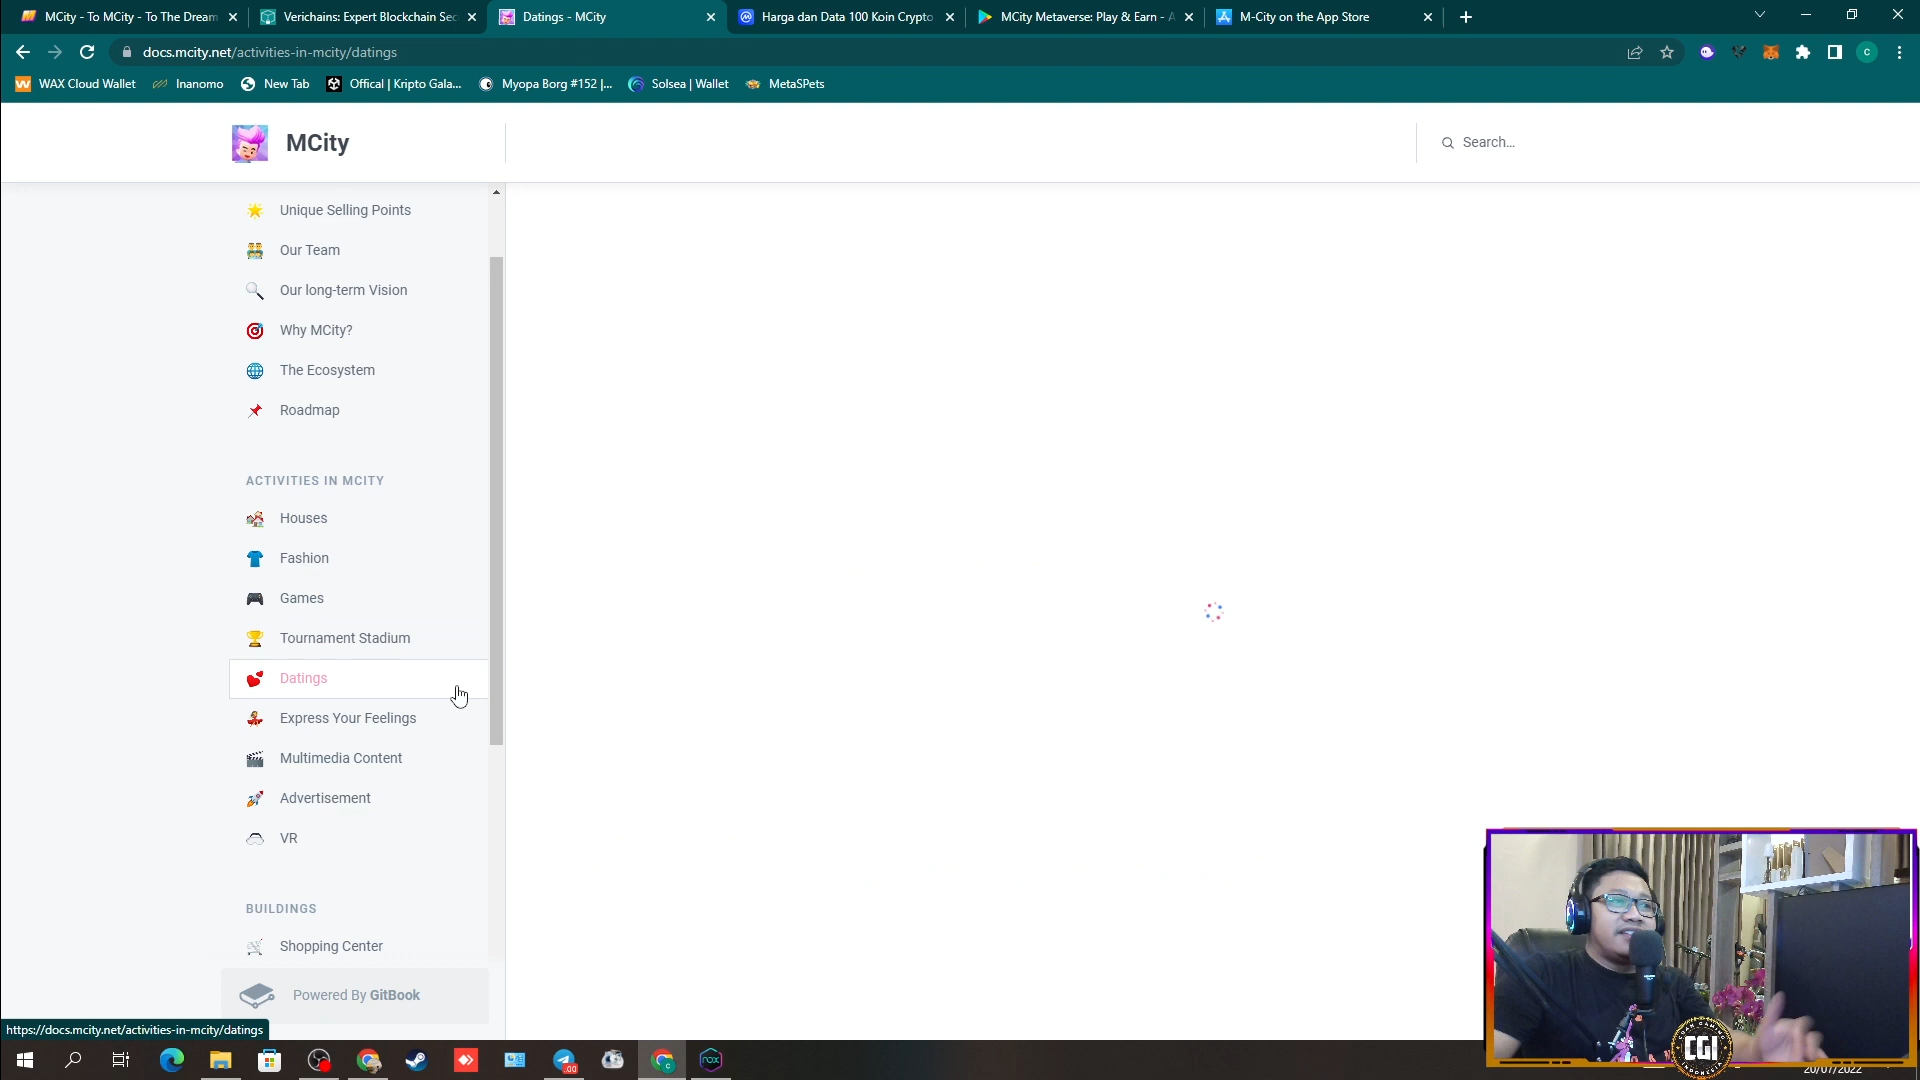 MCity - To MCity - To The Dream
Verichains: Expert Blockchain Sec
Datings - MCity
Harga dan Data 100 Koin Crypto
MCity Metaverse: Play & Earn - A
M-City on the App Store
docs.mcity.net/activities-in-mcity/datings
WAX Cloud Wallet
Inanomo
New Tab
Offical | Kripto Gala...
Myopa Borg #152 |...
Solsea | Wallet
MetaSPets
MCity
Search...
Unique Selling Points
Our Team
Our long-term Vision
Why MCity?
The Ecosystem
Roadmap
ACTIVITIES IN MCITY
Houses
Fashion
Games
Tournament Stadium
Datings
Express Your Feelings
Multimedia Content
Advertisement
VR
BUILDINGS
Shopping Center
Powered By GitBook
https://docs.mcity.net/activities-in-mcity/datings
CGI
20/07/2022